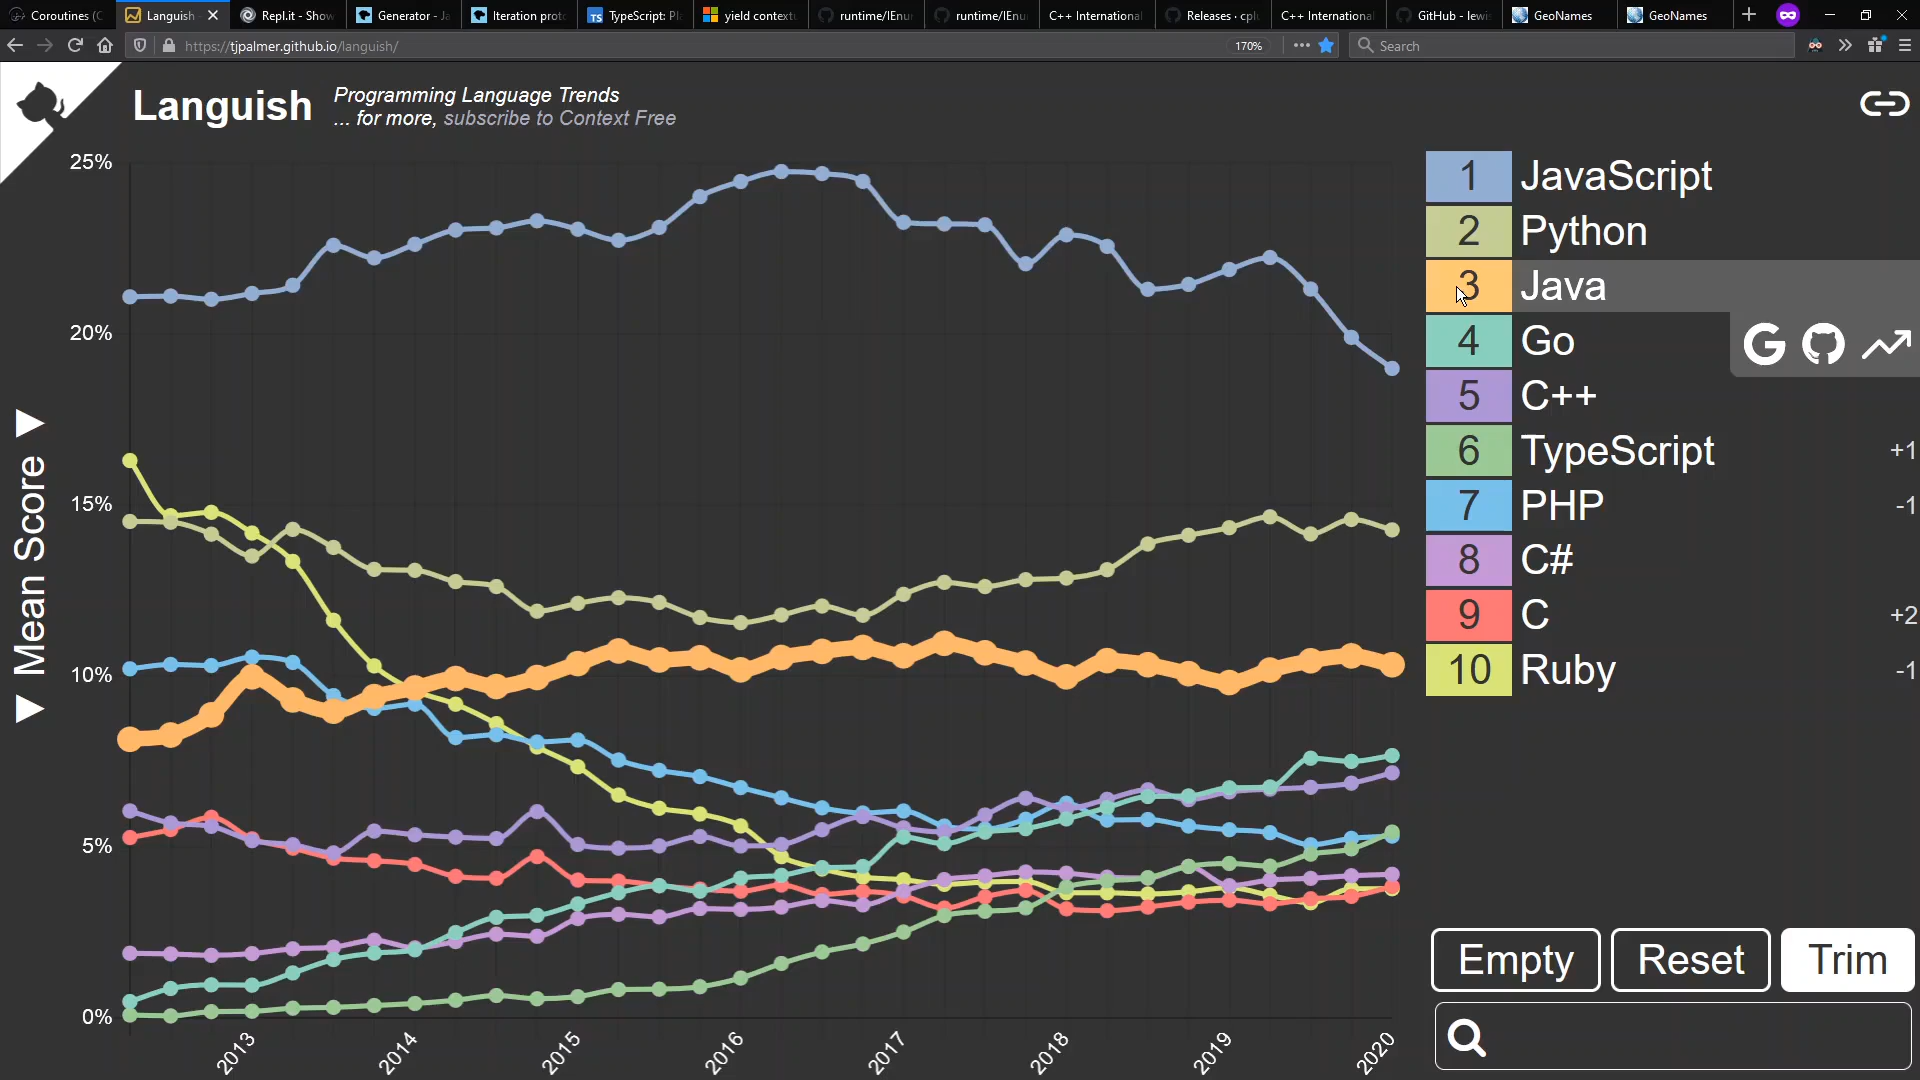 Coroutines (C
Languish
Repl.it - Show
Generator - Ja
Iteration proto
TS
TypeScript: Pl
yield contextu
runtime/IEnu
runtime/IEnu
C++ International
Releases · cpl
C++ International
GitHub - lewi
GeoNames
GeoNames
https://tjpalmer.github.io/languish/
170%
Search
Languish
Programming Language Trends
... for more, subscribe to Context Free
Mean Score
25%
20%
15%
10%
5%
0%
2013
2014
2015
2016
2017
2018
2019
2020
1 JavaScript
2 Python
3 Java
4 Go
5 C++
6 TypeScript +1
7 PHP -1
8 C#
9 C +2
10 Ruby -1
Empty Reset Trim